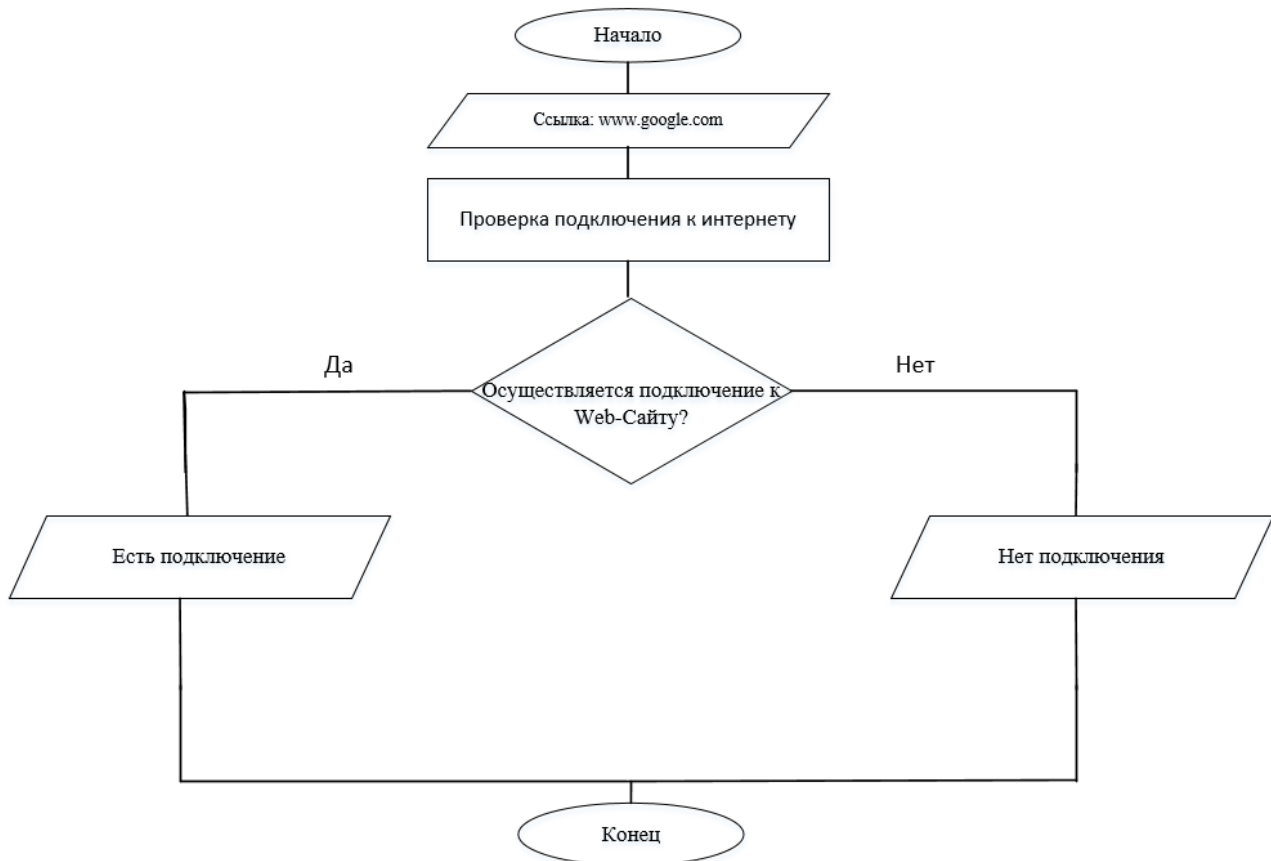 Начало
Ссылка: www.google.com
Проверка подключения к интернету
Да
Нет
Осуществляется подключение к
Web-Сайту?
Есть подключение
Нет подключения
Конец